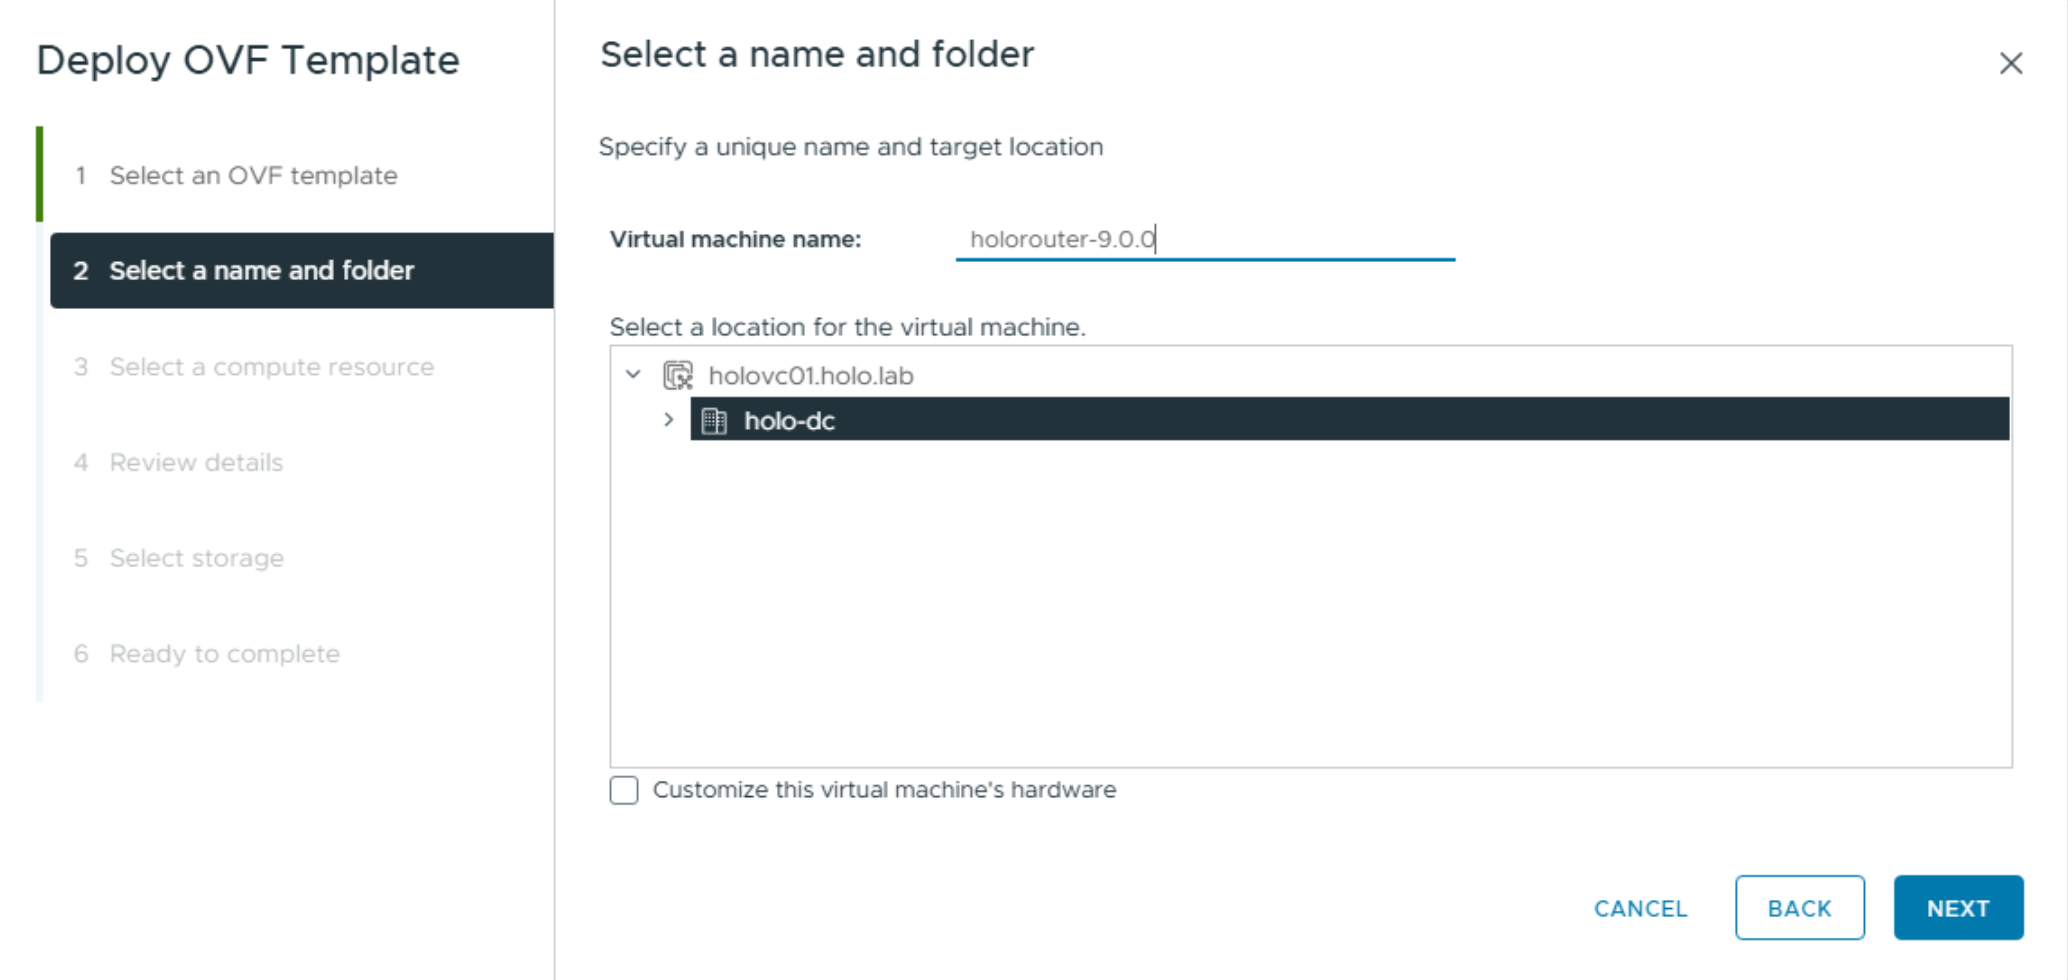 Deploy OVF Template
1 Select an OVF template
2 Select a name and folder
3 Select a compute resource
4 Review details
5 Select storage
6 Ready to complete
Select a name and folder
Specify a unique name and target location
Virtual machine name: holorouter-9.0.0
Select a location for the virtual machine.
holovc01.holo.lab
holo-dc
Customize this virtual machine's hardware
CANCEL BACK NEXT